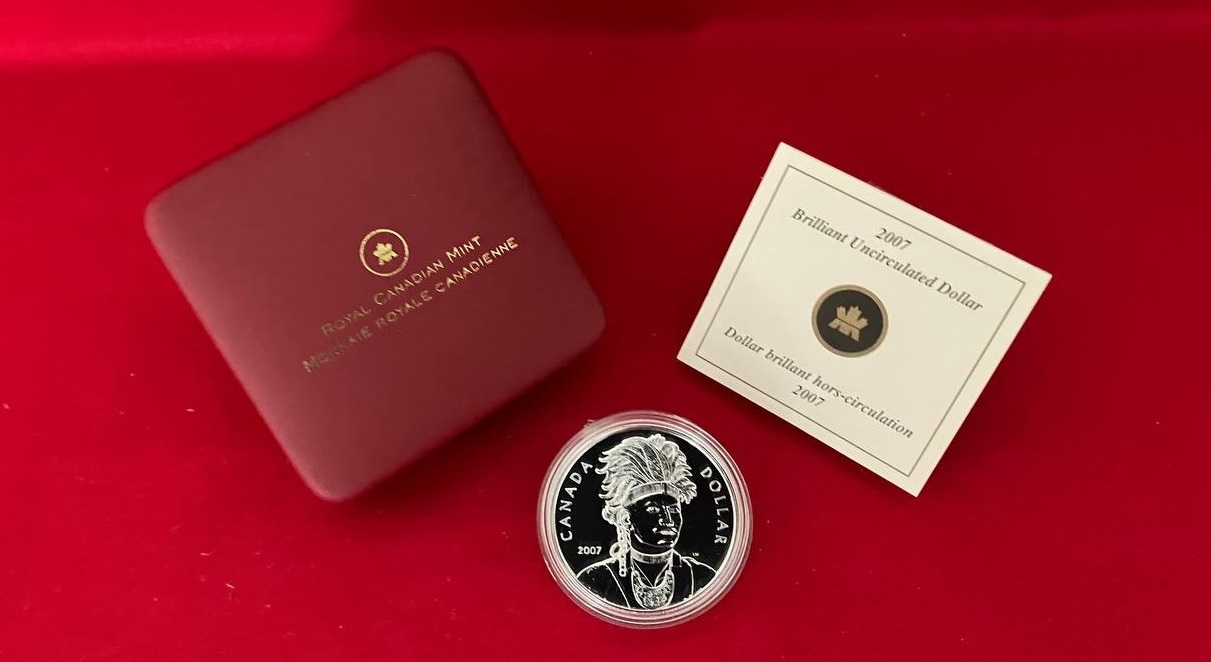 ROYAL CANADIAN MINT
MONNAIE ROYALE CANADIENNE
2007
Brilliant Uncirculated Dollar
Dollar brillant hors-circulation
2007
CANADA
DOLLAR
2007